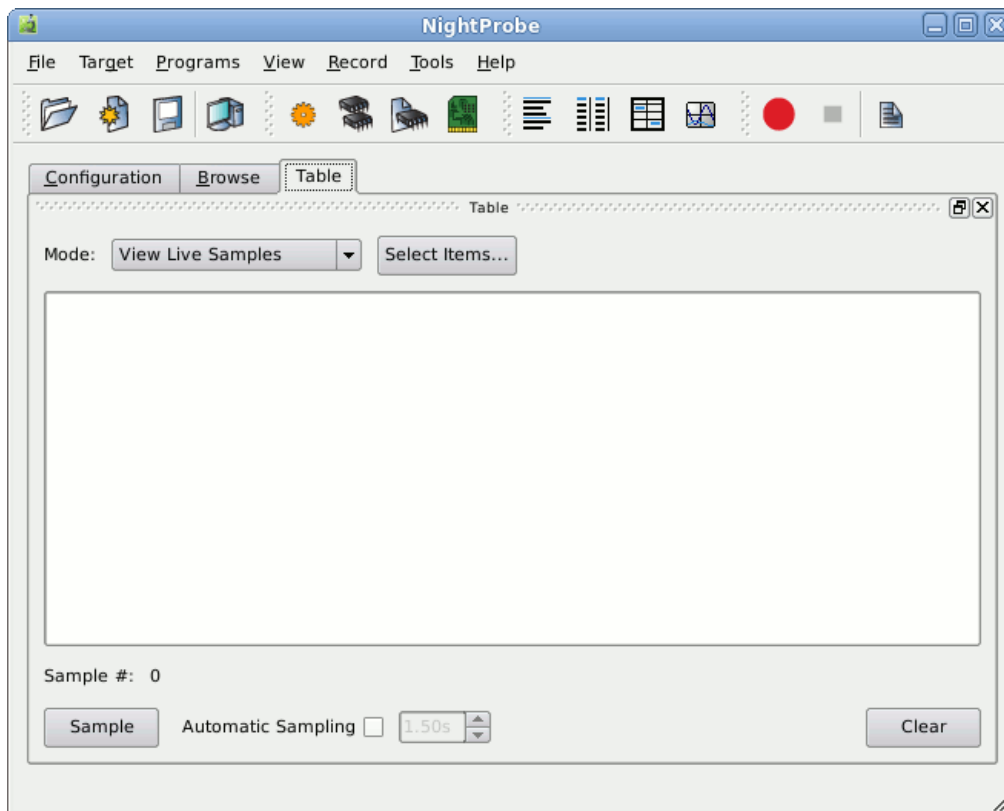 NightProbe
File Target Programs View Record Tools Help
Configuration Browse Table
Table
Mode: View Live Samples Select Items...
Sample #: 0
Sample Automatic Sampling 1.50s Clear